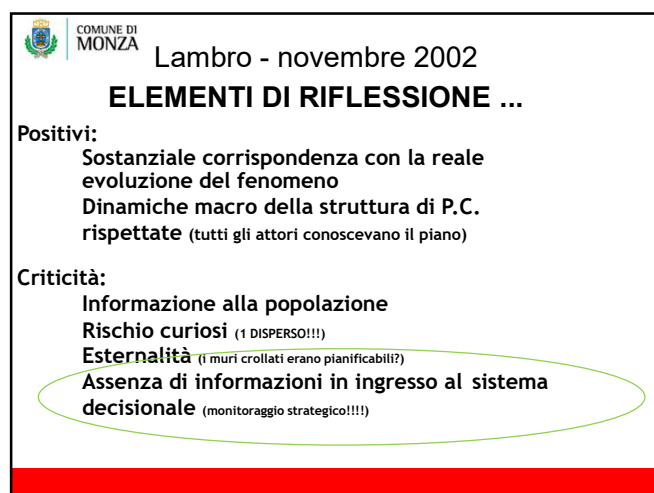 COMUNE DI
MONZA
Lambro - novembre 2002
ELEMENTI DI RIFLESSIONE ...
Positivi:
Sostanziale corrispondenza con la reale
evoluzione del fenomeno
Dinamiche macro della struttura di P.C.
rispettate (tutti gli attori conoscevano il piano)
Criticità:
Informazione alla popolazione
Rischio curiosi (1 DISPERSO!!!)
Esternalità (i muri crollati erano pianificabili?)
Assenza di informazioni in ingresso al sistema
decisionale (monitoraggio strategico!!!!)